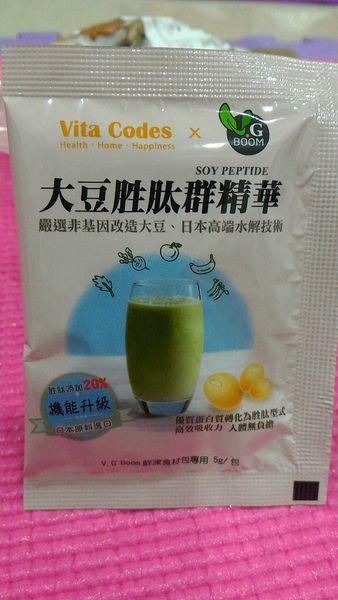 Vita Codes × V.G BOOM
Health · Home · Happiness
SOY PEPTIDE
大豆胜肽群精華
嚴選非基因改造大豆、日本高端水解技術
胜肽添加20%
機能升級
日本原料進口
優質蛋白質轉化為胜肽型式
高效吸收力 人體無負擔
V.G Boom 鮮凍食材包專用 5g/包